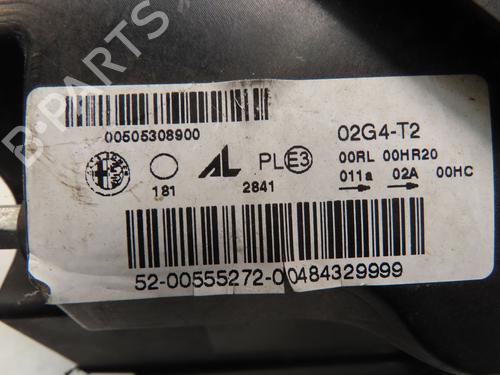 B-PARTS
00505308900
02G4-T2
181
AL
2841
PL E3
00RL 00HR20
011a 02A 00HC
52-00555272-00484329999